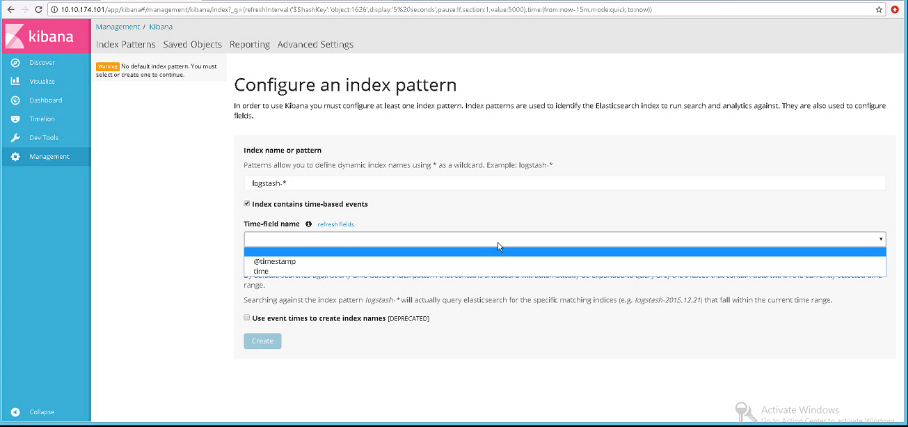 10.10.174.101/app/kibana#/management/kibana/index?_g=(refreshInterval:('$$hashKey':'object:1626',display:'5%20seconds',pause:!f,section:1,value:5000),time:(from:now-15m,mode:quick,to:now))
kibana
Management / Kibana
Index Patterns Saved Objects Reporting Advanced Settings
Discover
Visualize
Dashboard
Timelion
Dev Tools
Management
Collapse
Warning No default index pattern. You must
select or create one to continue.
Configure an index pattern
In order to use Kibana you must configure at least one index pattern. Index patterns are used to identify the Elasticsearch index to run search and analytics against. They are also used to configure
fields.
Index name or pattern
Patterns allow you to define dynamic index names using * as a wildcard. Example: logstash-*
logstash-*
Index contains time-based events
Time-field name refresh fields
@timestamp
time
range.
Searching against the index pattern logstash-* will actually query elasticsearch for the specific matching indices (e.g. logstash-2015.12.21) that fall within the current time range.
Use event times to create index names [DEPRECATED]
Create
Activate Windows
Go to Action Center to activate Windows